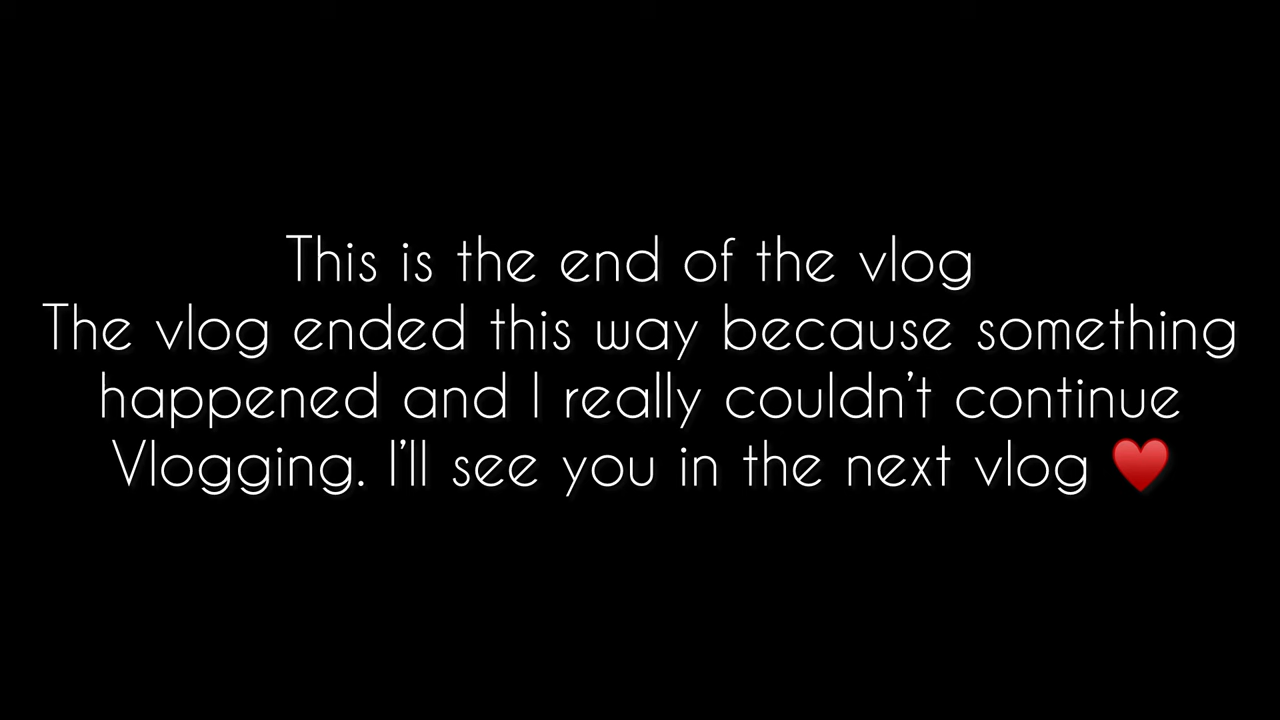 This is the end of the vlog
The vlog ended this way because something
happened and I really couldn’t continue
Vlogging. I’ll see you in the next vlog ♥️